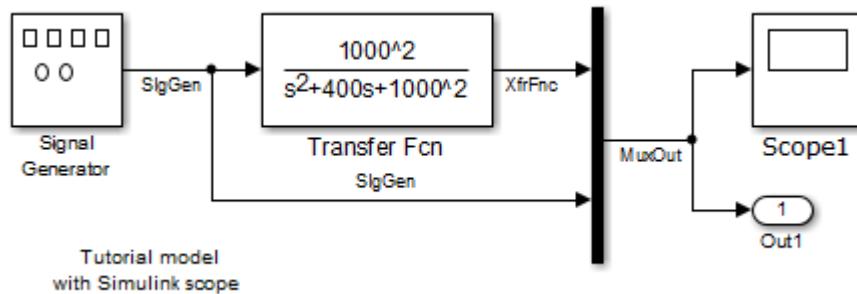 1000^2
s²+400s+1000^2
SigGen
XfrFnc
Signal
Generator
Transfer Fcn
SigGen
MuxOut
Scope1
1
Out1
Tutorial model
with Simulink scope